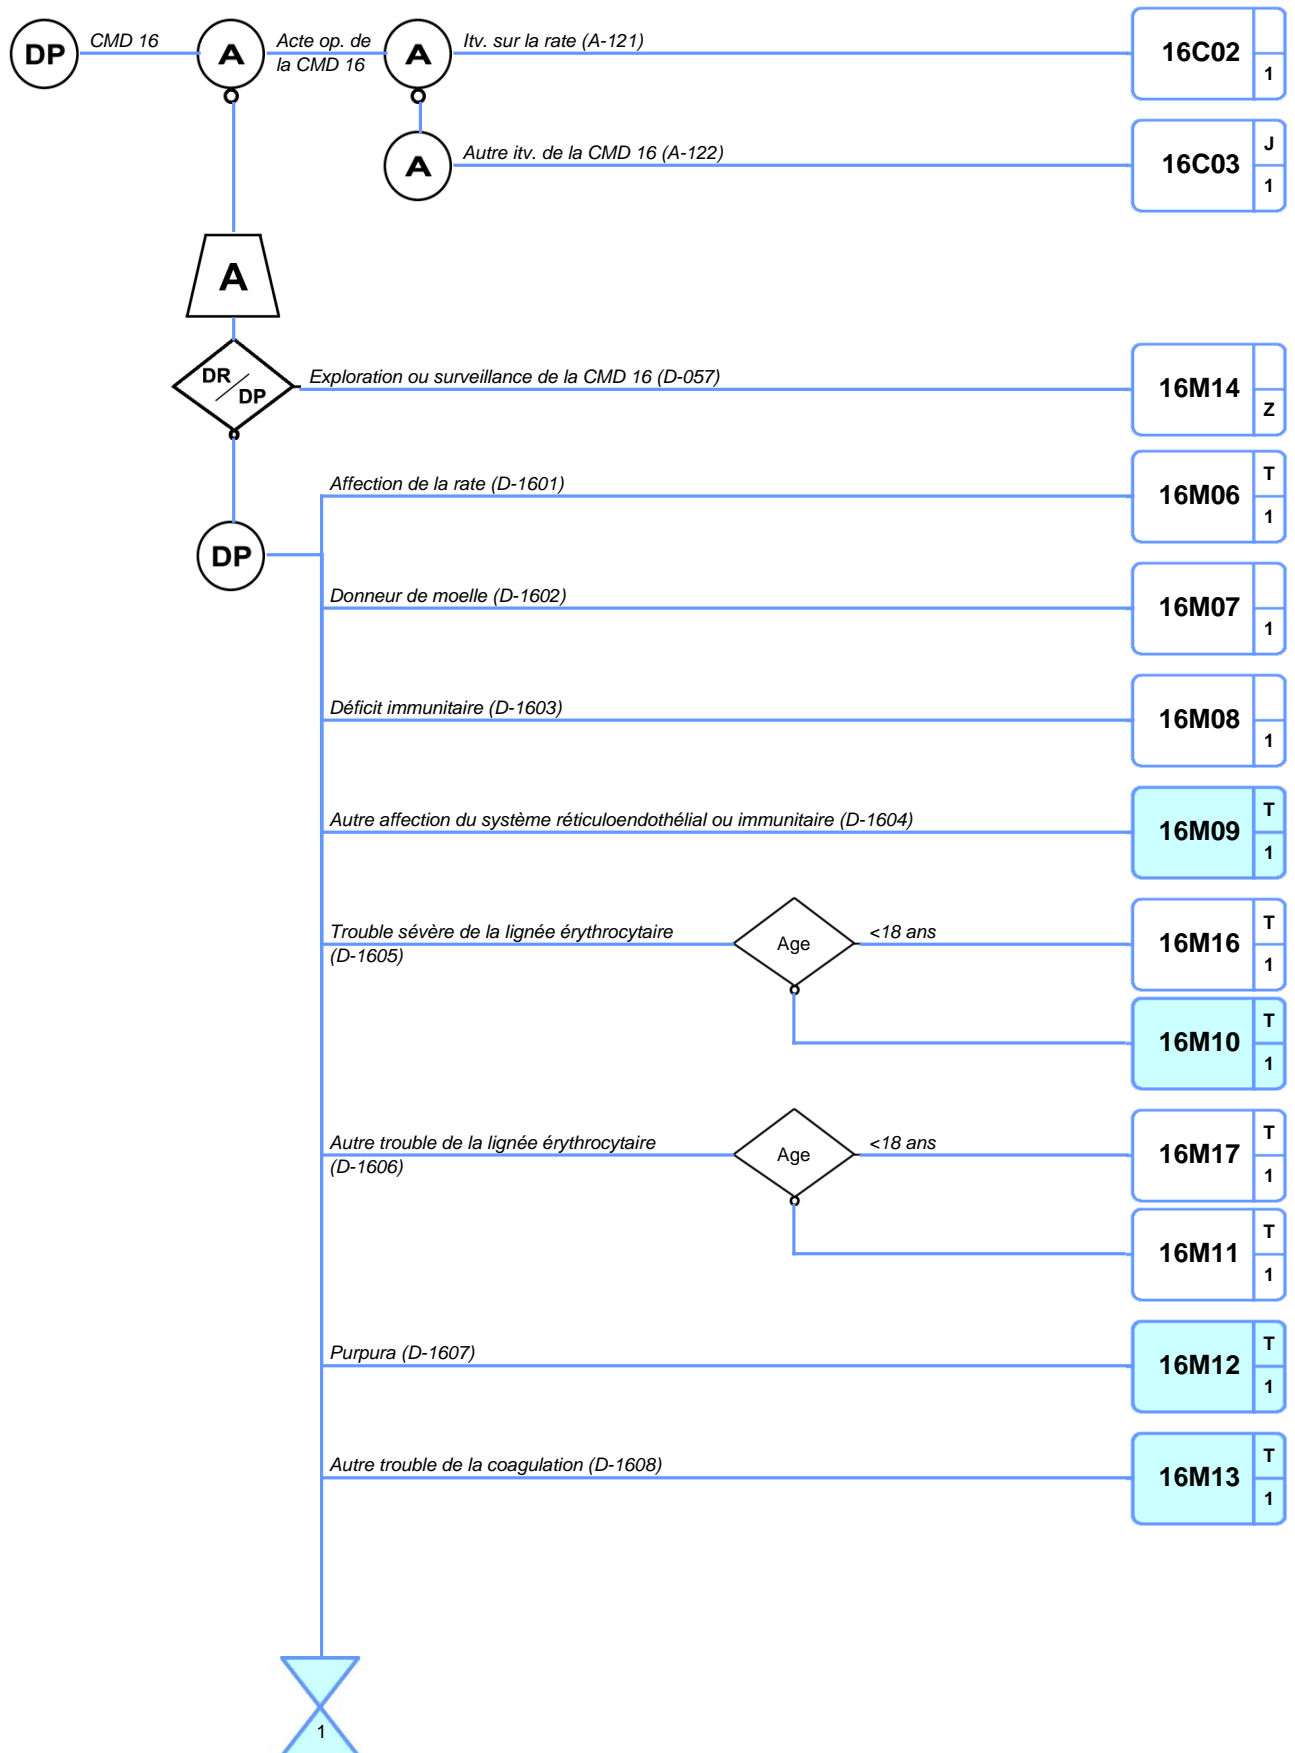 DP
CMD 16
A
Acte op. de
la CMD 16
A
Itv. sur la rate (A-121)
16C02
1
A
Autre itv. de la CMD 16 (A-122)
16C03
J
1
A
DR
DP
Exploration ou surveillance de la CMD 16 (D-057)
16M14
Z
DP
Affection de la rate (D-1601)
16M06
T
1
Donneur de moelle (D-1602)
16M07
1
Déficit immunitaire (D-1603)
16M08
1
Autre affection du système réticuloendothélial ou immunitaire (D-1604)
16M09
T
1
Trouble sévère de la lignée érythrocytaire
(D-1605)
Age
<18 ans
16M16
T
1
16M10
T
1
Autre trouble de la lignée érythrocytaire
(D-1606)
Age
<18 ans
16M17
T
1
16M11
T
1
Purpura (D-1607)
16M12
T
1
Autre trouble de la coagulation (D-1608)
16M13
T
1
1